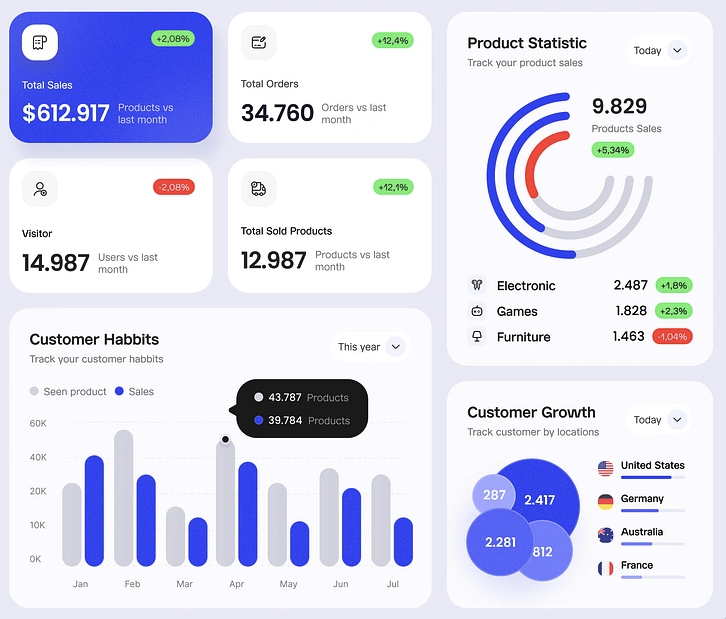 +2,08%
Total Sales
$612.917
Products vs
last month
+12,4%
Total Orders
34.760
Orders vs last
month
-2,08%
Visitor
14.987
Users vs last
month
+12,1%
Total Sold Products
12.987
Products vs last
month
Customer Habbits
Track your customer habbits
This year
Seen product
Sales
43.787 Products
39.784 Products
60K
40K
20K
10K
0K
Jan Feb Mar Apr May Jun Jul
Product Statistic
Track your product sales
Today
9.829
Products Sales
+5,34%
Electronic 2.487 +1,8%
Games 1.828 +2,3%
Furniture 1.463 -1,04%
Customer Growth
Track customer by locations
Today
287
2.417
2.281
812
United States
Germany
Australia
France